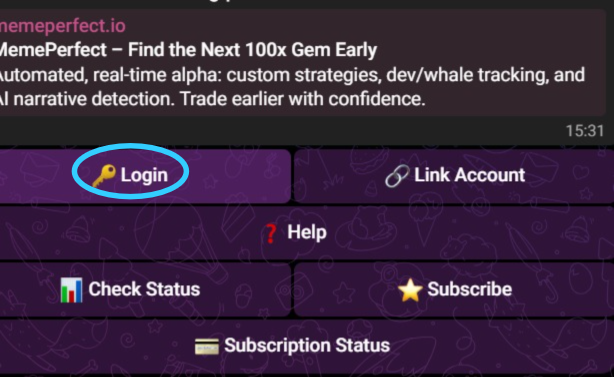 memeperfect.io
MemePerfect – Find the Next 100x Gem Early
Automated, real-time alpha: custom strategies, dev/whale tracking, and
AI narrative detection. Trade earlier with confidence.
15:31
Login
Link Account
Help
Check Status
Subscribe
Subscription Status